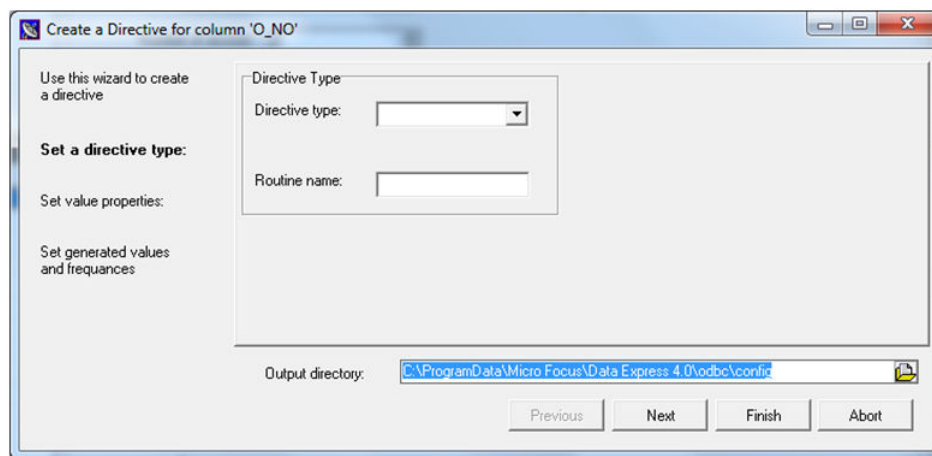 Create a Directive for column 'O_NO'
Use this wizard to create
a directive
Set a directive type:
Set value properties:
Set generated values
and frequances
Directive Type
Directive type:
Routine name:
Output directory:
C:\ProgramData\Micro Focus\Data Express 4.0\odbc\config
Previous
Next
Finish
Abort